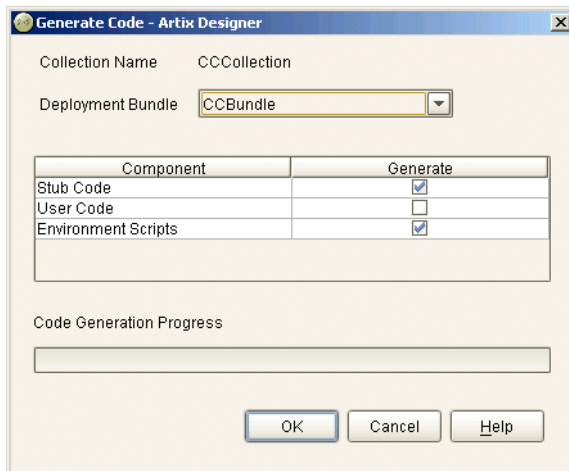 Generate Code - Artix Designer
Collection Name CCCollection
Deployment Bundle CCBundle
Component Generate
Stub Code
User Code
Environment Scripts
Code Generation Progress
OK Cancel Help